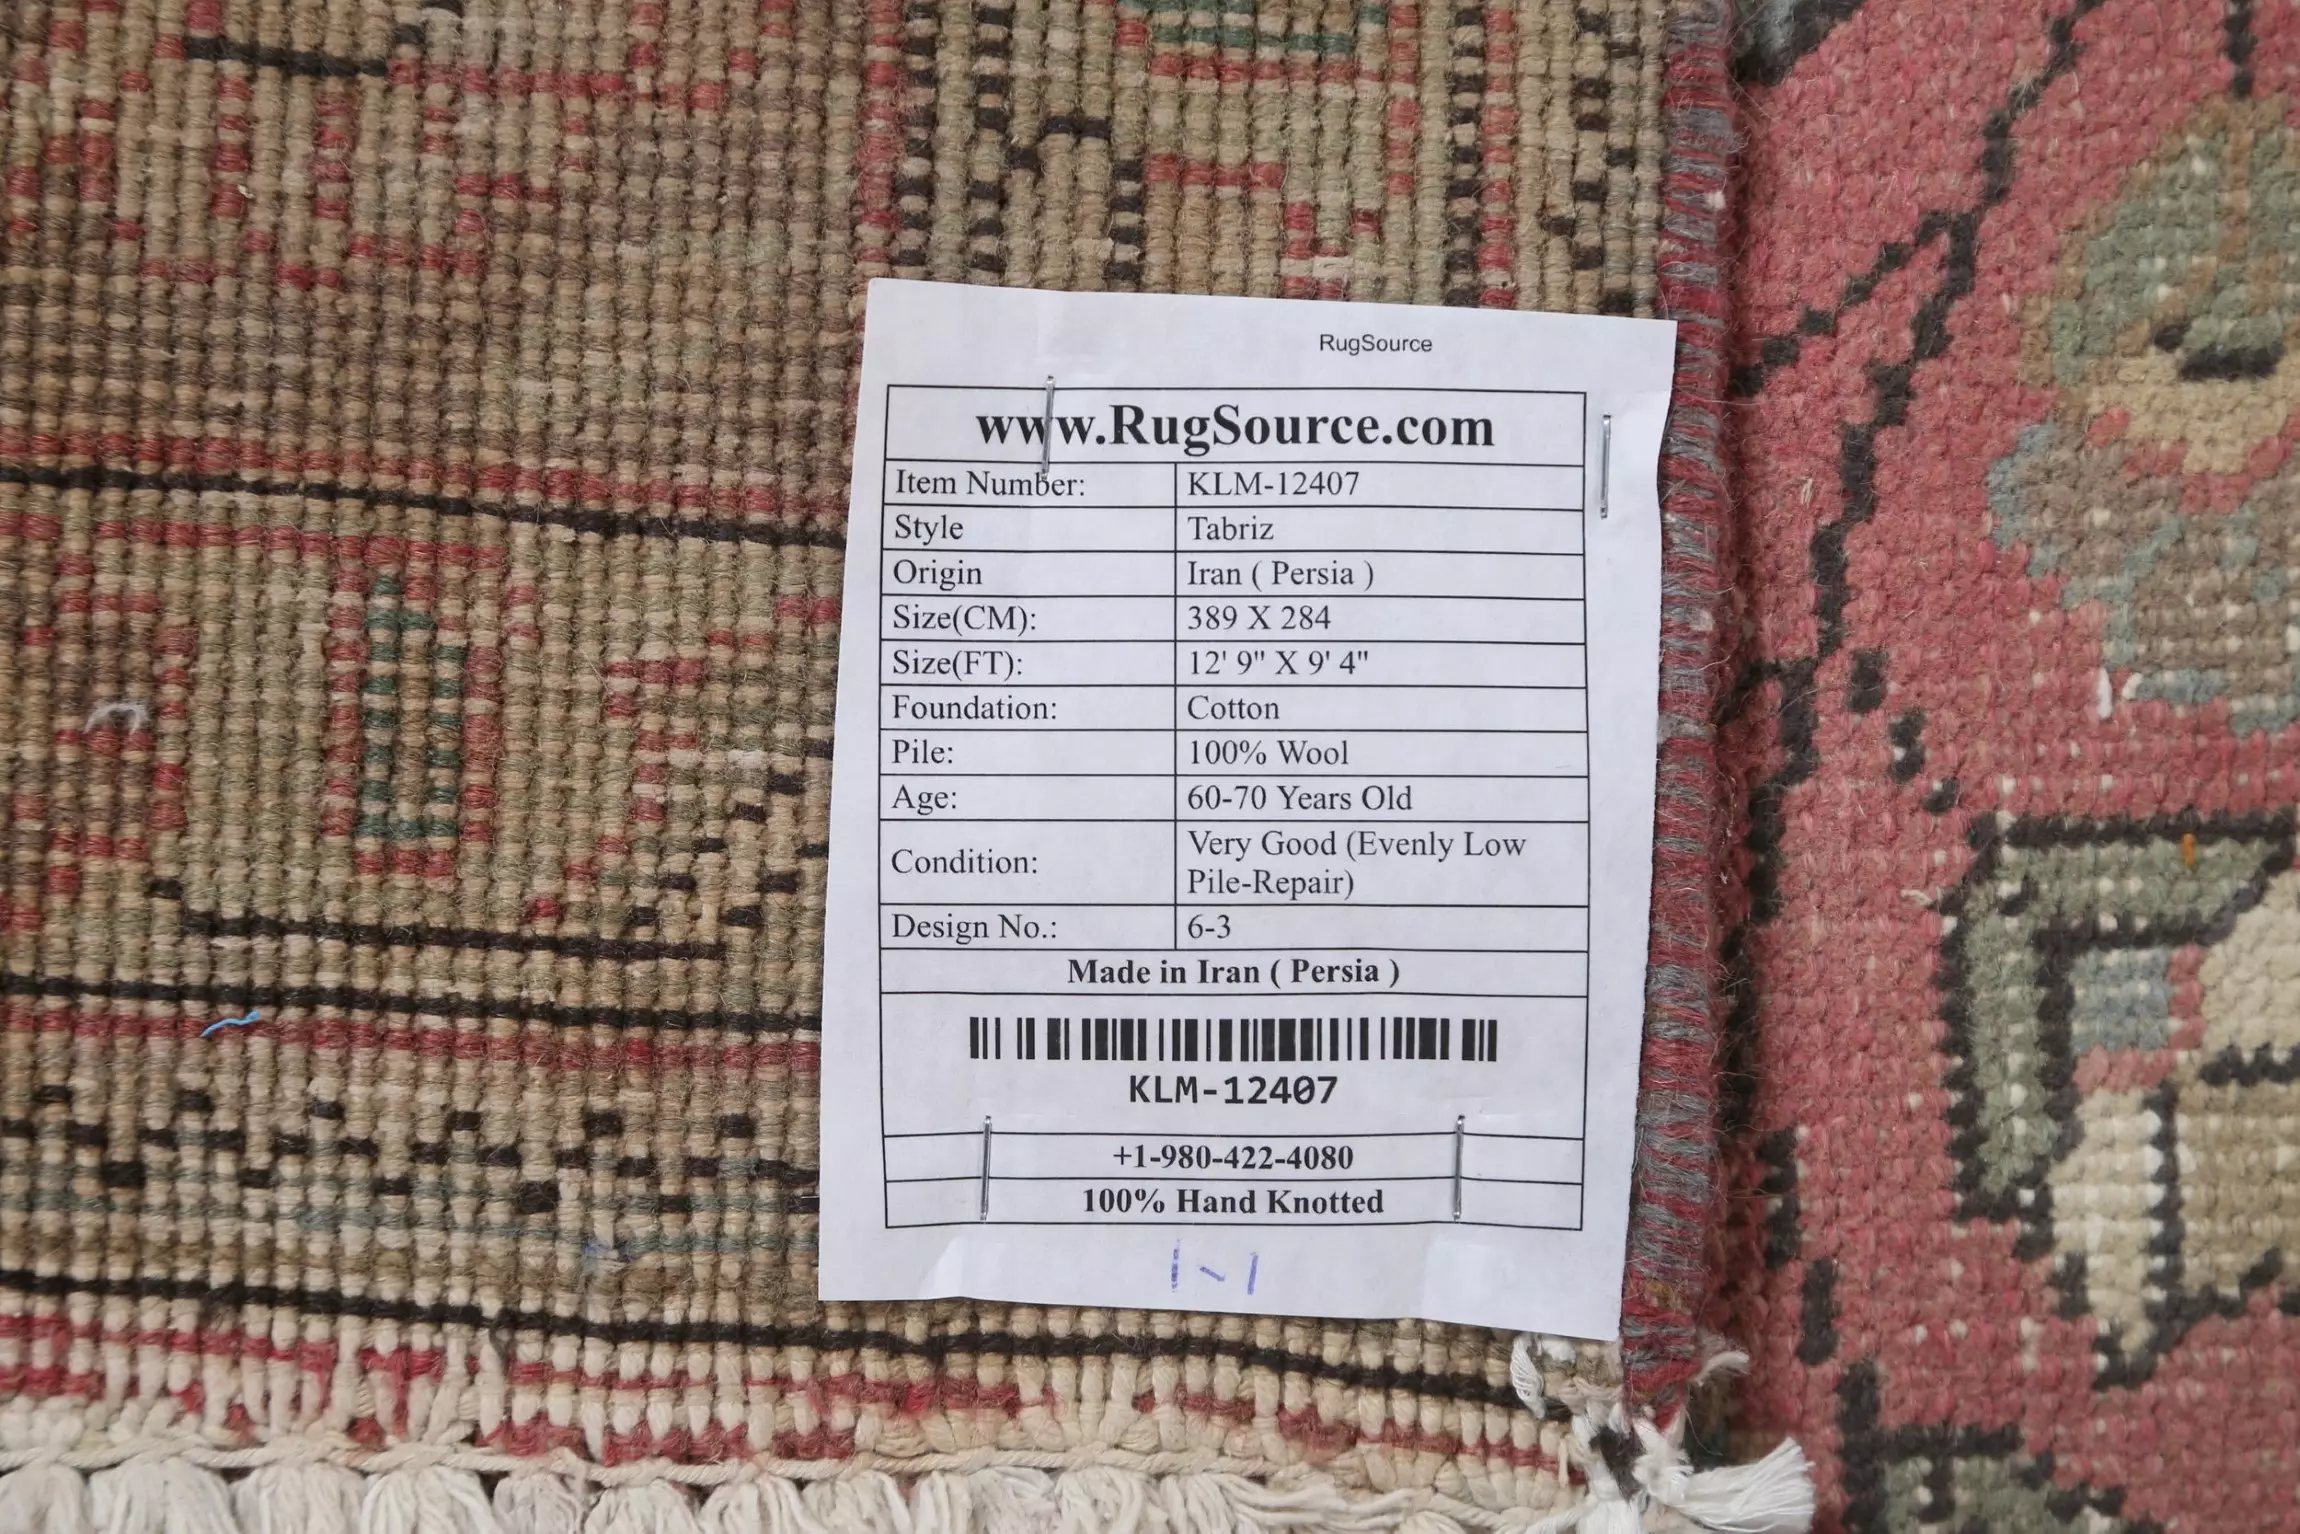 RugSource
www.RugSource.com
Item Number: KLM-12407
Style Tabriz
Origin Iran ( Persia )
Size(CM): 389 X 284
Size(FT): 12' 9" X 9' 4"
Foundation: Cotton
Pile: 100% Wool
Age: 60-70 Years Old
Condition: Very Good (Evenly Low
Pile-Repair)
Design No.: 6-3
Made in Iran ( Persia )
KLM-12407
+1-980-422-4080
100% Hand Knotted
1-1